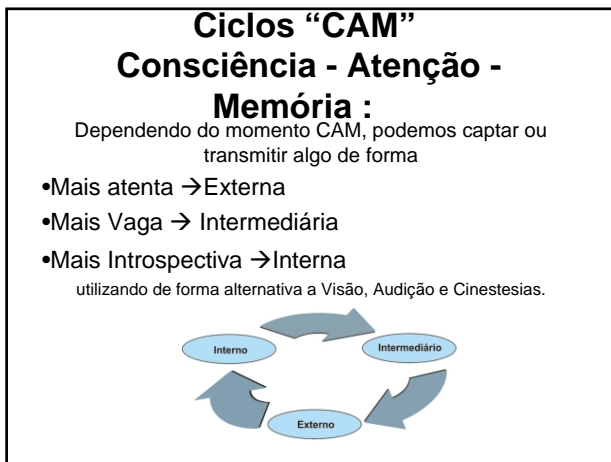 Ciclos “CAM”
Consciência - Atenção -
Memória :
Dependendo do momento CAM, podemos captar ou
transmitir algo de forma
•Mais atenta →Externa
•Mais Vaga → Intermediária
•Mais Introspectiva →Interna
utilizando de forma alternativa a Visão, Audição e Cinestesias.
Interno
Intermediário
Externo